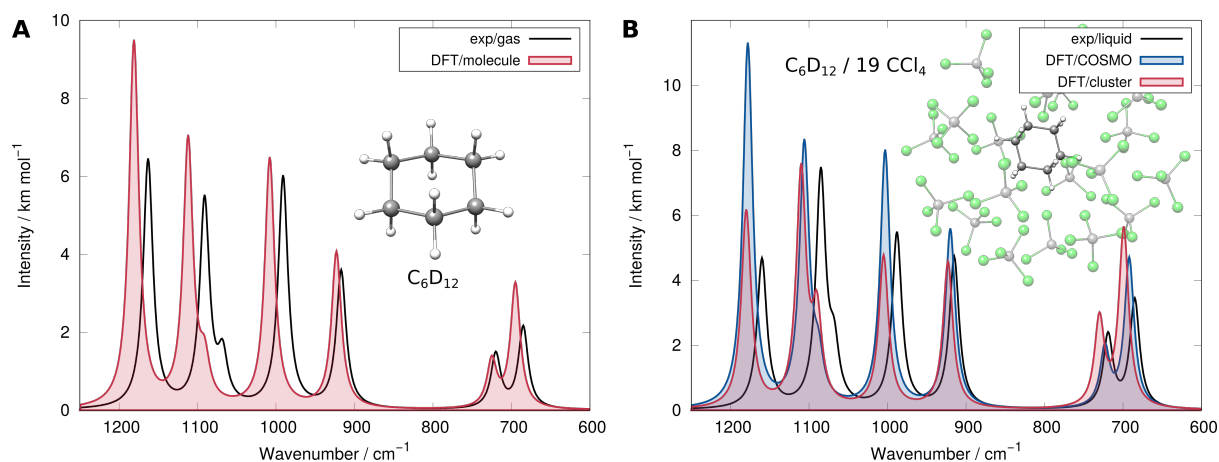 A
exp/gas
DFT/molecule
C₆D₁₂
Intensity / km mol⁻¹
10
8
6
4
2
0
1200 1100 1000 900 800 700 600
Wavenumber / cm⁻¹
B
C₆D₁₂ / 19 CCl₄
exp/liquid
DFT/COSMO
DFT/cluster
Intensity / km mol⁻¹
10
8
6
4
2
0
1200 1100 1000 900 800 700 600
Wavenumber / cm⁻¹